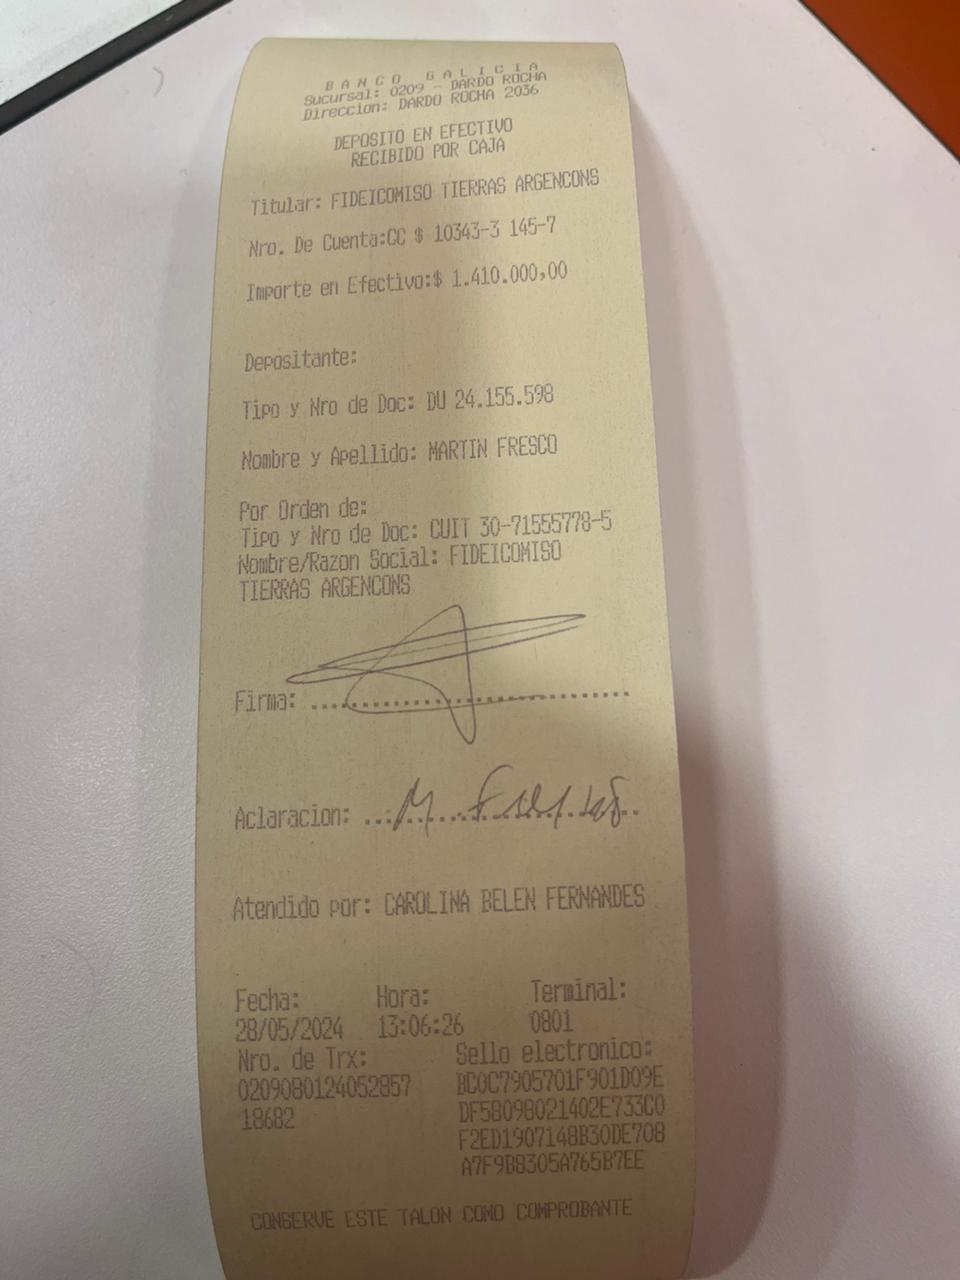 BANCO GALICIA
Sucursal: 0209 - DARDO ROCHA
Direccion: DARDO ROCHA 2036
DEPOSITO EN EFECTIVO
RECIBIDO POR CAJA
Titular: FIDEICOMISO TIERRAS ARGENCONS
Nro. De Cuenta:CC $ 10343-3 145-7
Importe en Efectivo:$ 1.410.000,00
Depositante:
Tipo y Nro de Doc: DU 24.155.598
Nombre y Apellido: MARTIN FRESCO
Por Orden de:
Tipo y Nro de Doc: CUIT 30-71555778-5
Nombre/Razon Social: FIDEICOMISO
TIERRAS ARGENCONS
Firma:
Aclaracion: M.
Atendido por: CAROLINA BELEN FERNANDES
Fecha: Hora: Terminal:
28/05/2024 13:06:26 0801
Nro. de Trx: Sello electronico:
0209080124052857 BC0C7905701F901D09E
18682 DF58098021402E733C0
F2ED1907148B30DE708
A7F9B8305A765B7EE
CONSERVE ESTE TALON COMO COMPROBANTE